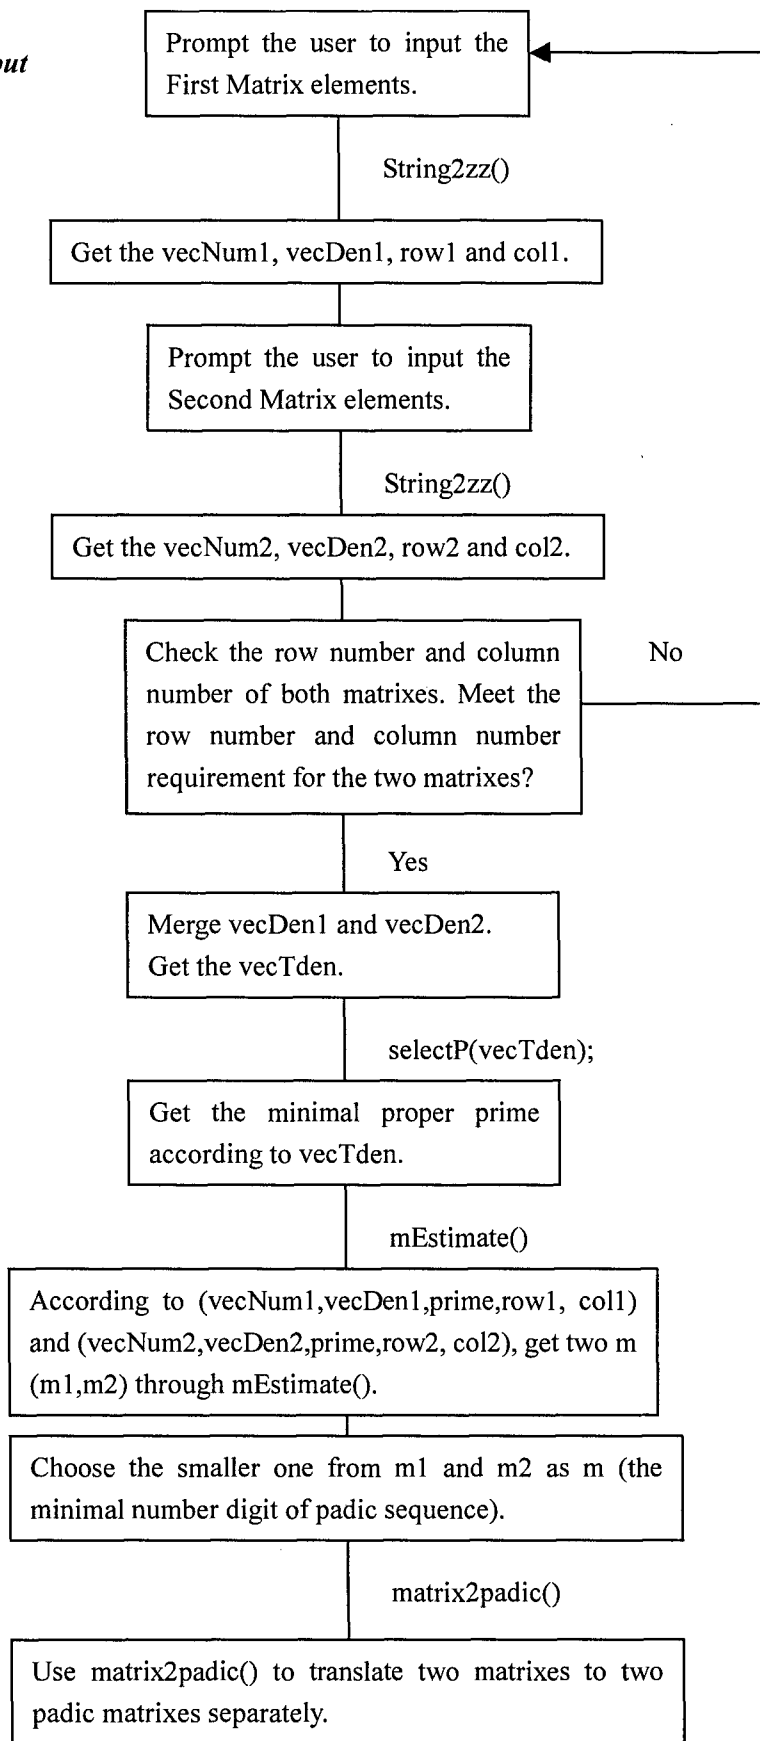 Prompt the user to input the
First Matrix elements.
String2zz()
Get the vecNum1, vecDen1, row1 and col1.
Prompt the user to input the
Second Matrix elements.
String2zz()
Get the vecNum2, vecDen2, row2 and col2.
Check the row number and column
number of both matrixes. Meet the
row number and column number
requirement for the two matrixes?
No
Yes
Merge vecDen1 and vecDen2.
Get the vecTden.
selectP(vecTden);
Get the minimal proper prime
according to vecTden.
mEstimate()
According to (vecNum1,vecDen1,prime,row1, col1)
and (vecNum2,vecDen2,prime,row2, col2), get two m
(m1,m2) through mEstimate().
Choose the smaller one from m1 and m2 as m (the
minimal number digit of padic sequence).
matrix2padic()
Use matrix2padic() to translate two matrixes to two
padic matrixes separately.